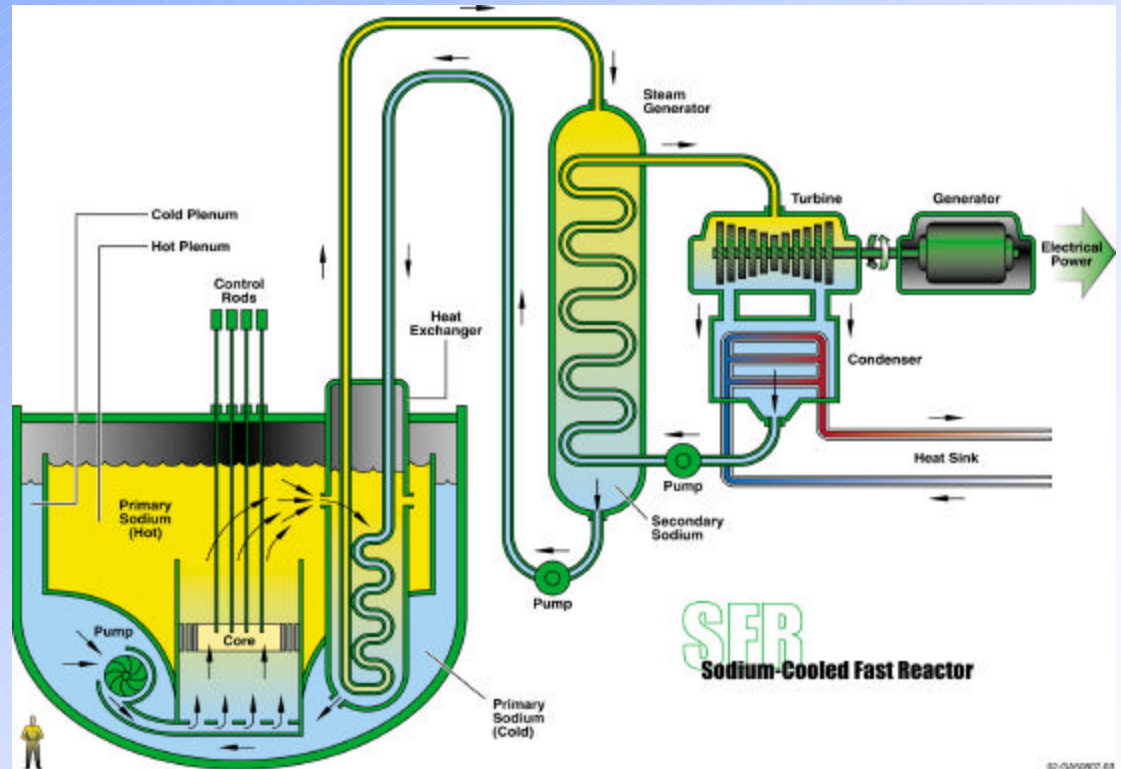 Steam
Generator
Turbine
Generator
Cold Plenum
Hot Plenum
Electrical
Power
Control
Rods
Heat
Exchanger
Condenser
Heat Sink
Pump
Primary
Sodium
(Hot)
Secondary
Sodium
Pump
Pump
Core
SFR
Sodium-Cooled Fast Reactor
Primary
Sodium
(Cold)